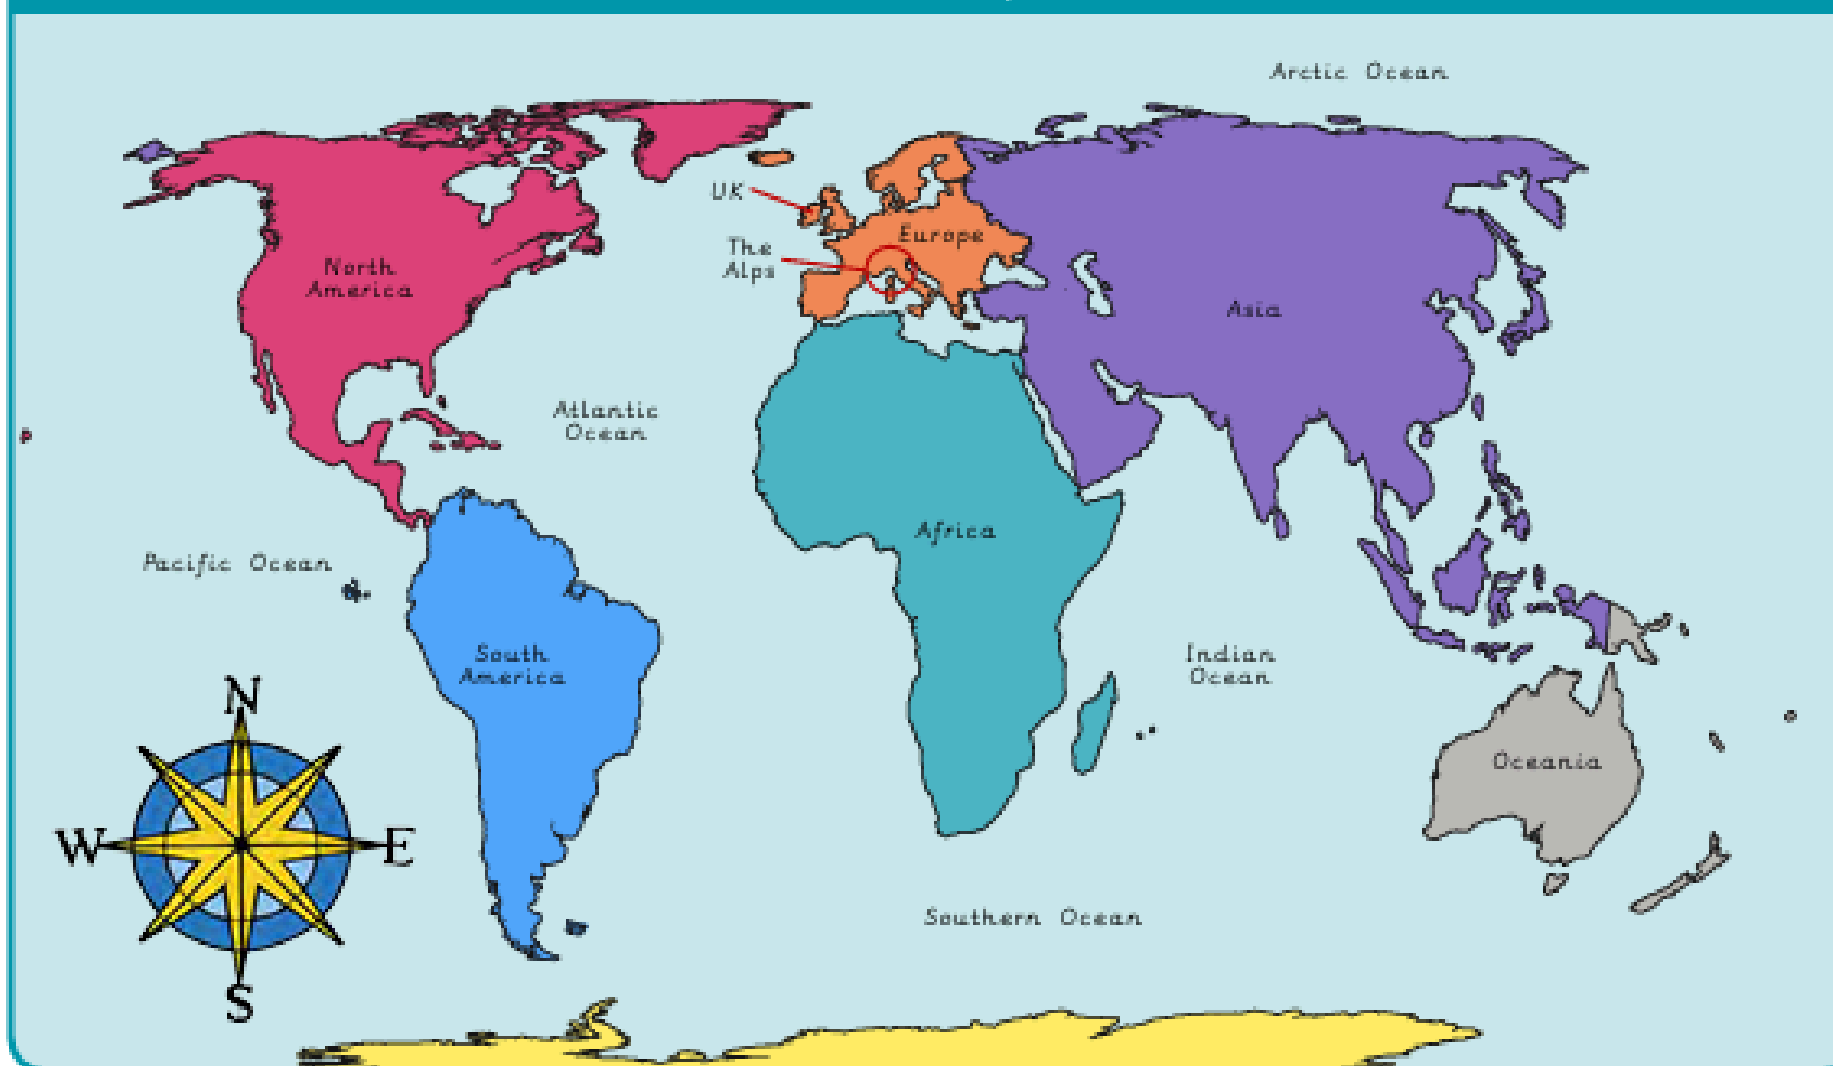 Arctic Ocean
UK
The
Alps
Europe
North
America
Asia
Atlantic
Ocean
Africa
Pacific Ocean
South
America
Indian
Ocean
Oceania
Southern Ocean
N
W
E
S